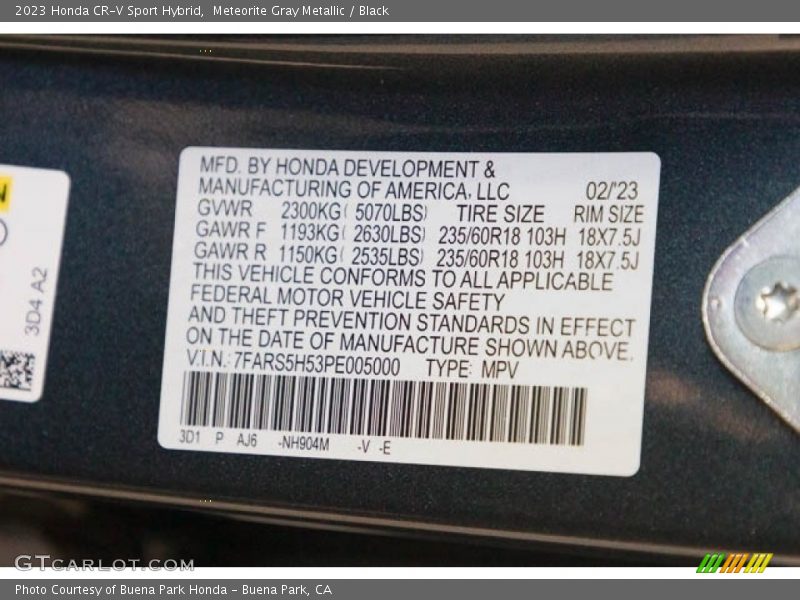 2023 Honda CR-V Sport Hybrid, Meteorite Gray Metallic / Black
N
3D4 A2
MFD. BY HONDA DEVELOPMENT &
MANUFACTURING OF AMERICA, LLC 02/'23
GVWR 2300KG( 5070LBS) TIRE SIZE RIM SIZE
GAWR F 1193KG( 2630LBS) 235/60R18 103H 18X7.5J
GAWR R 1150KG( 2535LBS) 235/60R18 103H 18X7.5J
THIS VEHICLE CONFORMS TO ALL APPLICABLE
FEDERAL MOTOR VEHICLE SAFETY
AND THEFT PREVENTION STANDARDS IN EFFECT
ON THE DATE OF MANUFACTURE SHOWN ABOVE.
V.I.N.: 7FARS5H53PE005000 TYPE: MPV
3D1 P AJ6 -NH904M -V -E
GTCARLOT.COM
Photo Courtesy of Buena Park Honda - Buena Park, CA